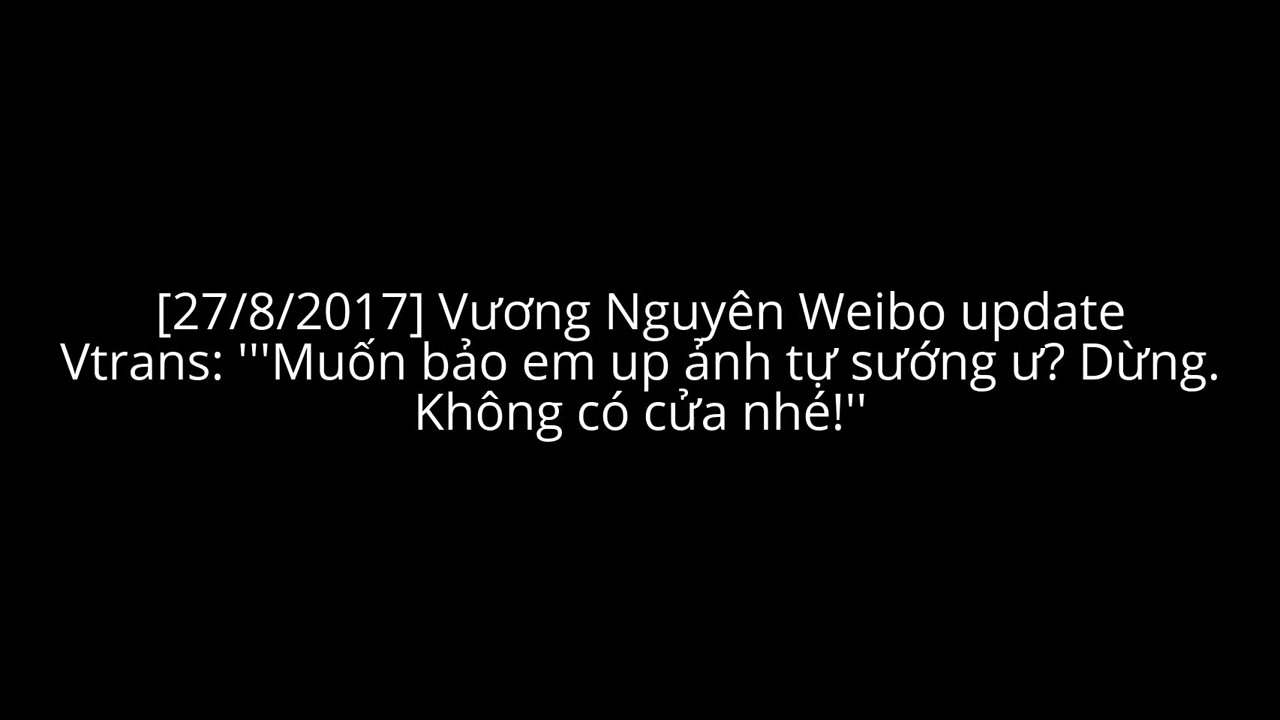 [27/8/2017] Vương Nguyên Weibo update
Vtrans: '''Muốn bảo em up ảnh tự sướng ư? Dừng.
Không có cửa nhé!''